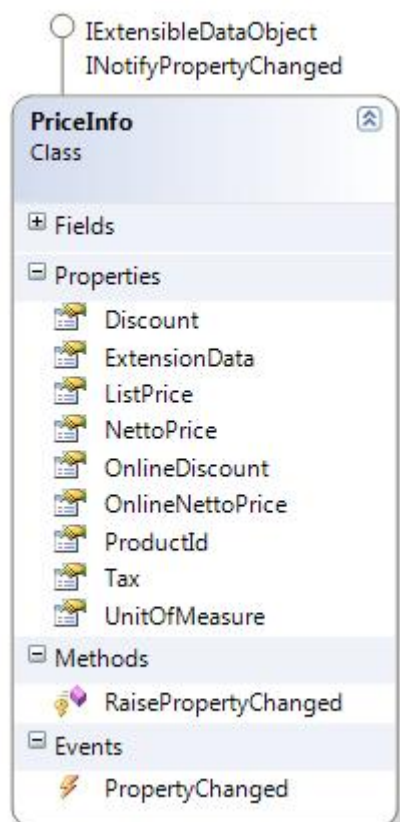 IExtensibleDataObject
INotifyPropertyChanged
PriceInfo
Class
Fields
Properties
Discount
ExtensionData
ListPrice
NettoPrice
OnlineDiscount
OnlineNettoPrice
ProductId
Tax
UnitOfMeasure
Methods
RaisePropertyChanged
Events
PropertyChanged